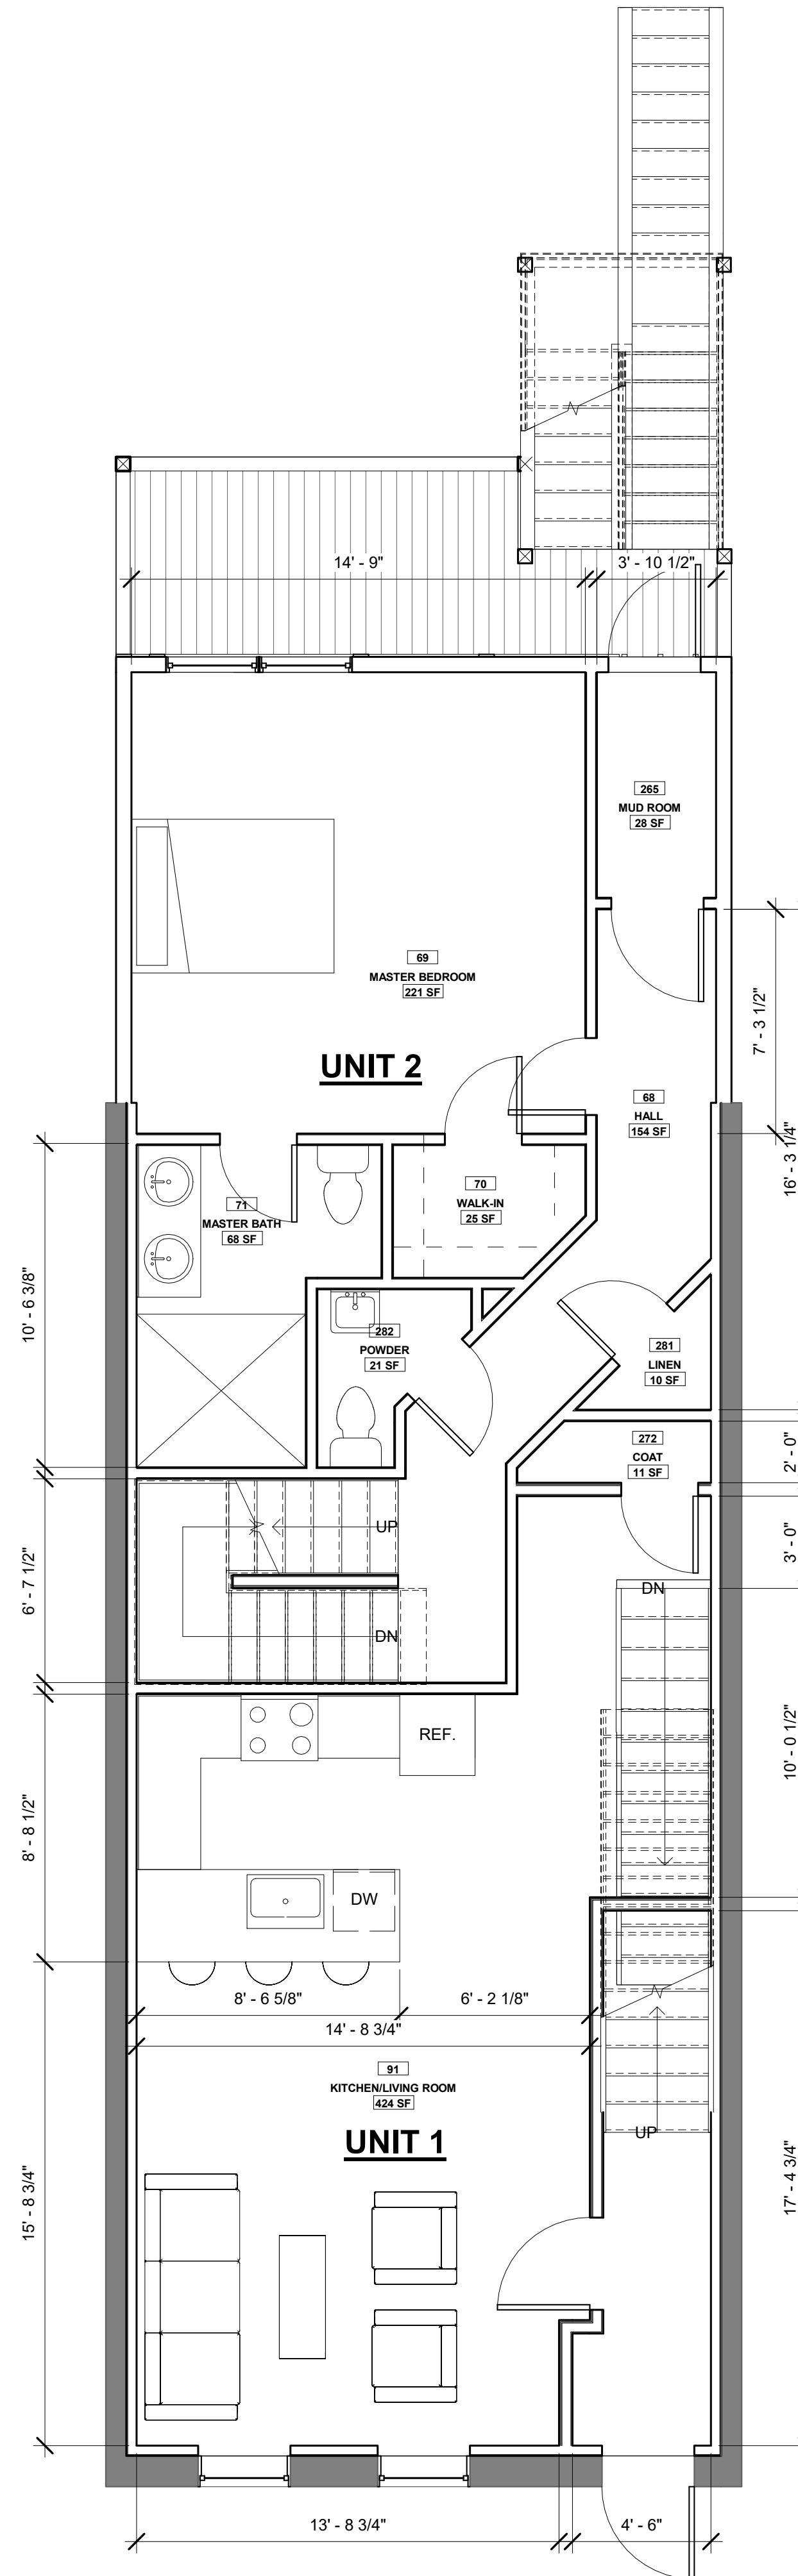 14' - 9"
3' - 10 1/2"
265
MUD ROOM
28 SF
69
MASTER BEDROOM
221 SF
UNIT 2
7' - 3 1/2"
68
HALL
154 SF
16' - 3 1/4"
70
WALK-IN
25 SF
71
MASTER BATH
68 SF
10' - 6 3/8"
282
POWDER
21 SF
281
LINEN
10 SF
272
COAT
11 SF
2' - 0"
UP
3' - 0"
6' - 7 1/2"
DN
DN
REF.
10' - 0 1/2"
8' - 8 1/2"
DW
8' - 6 5/8"
6' - 2 1/8"
14' - 8 3/4"
91
KITCHEN/LIVING ROOM
424 SF
UNIT 1
UP
15' - 8 3/4"
17' - 4 3/4"
13' - 8 3/4"
4' - 6"